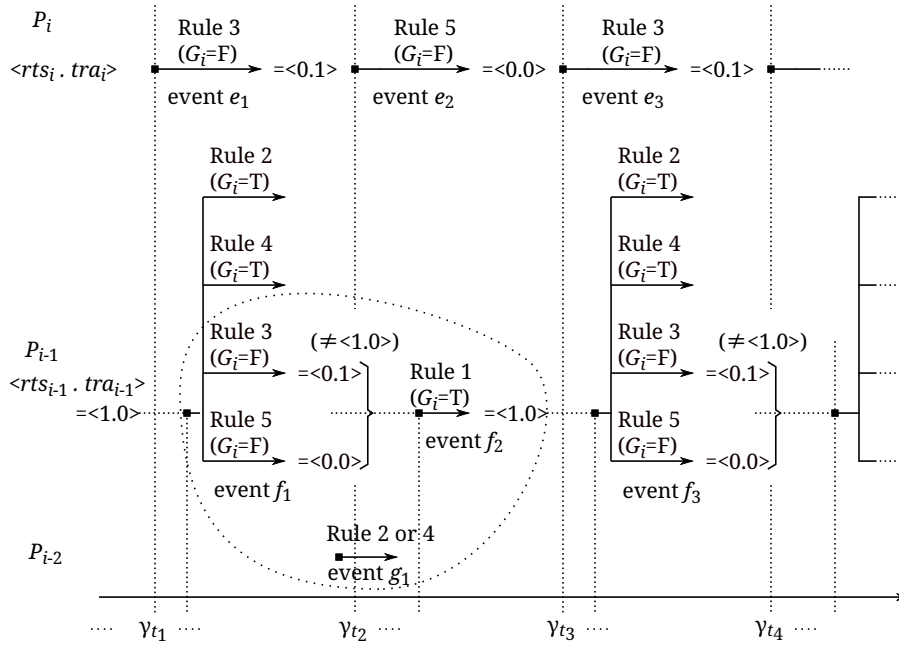 P_i
Rule 3
Rule 5
Rule 3
(G_i=F)
(G_i=F)
(G_i=F)
<rts_i . tra_i>
=<0.1>
=<0.0>
=<0.1>
event e_1
event e_2
event e_3
Rule 2
Rule 2
(G_i=T)
(G_i=T)
Rule 4
Rule 4
(G_i=T)
(G_i=T)
Rule 3
(≠<1.0>)
Rule 3
(≠<1.0>)
P_{i-1}
(G_i=F)
(G_i=F)
=<0.1>
=<0.1>
<rts_{i-1} . tra_{i-1}>
Rule 1
(G_i=T)
=<1.0>
=<1.0>
Rule 5
Rule 5
(G_i=F)
event f_2
(G_i=F)
=<0.0>
=<0.0>
event f_1
event f_3
Rule 2 or 4
P_{i-2}
event g_1
γ_{t_1}
γ_{t_2}
γ_{t_3}
γ_{t_4}